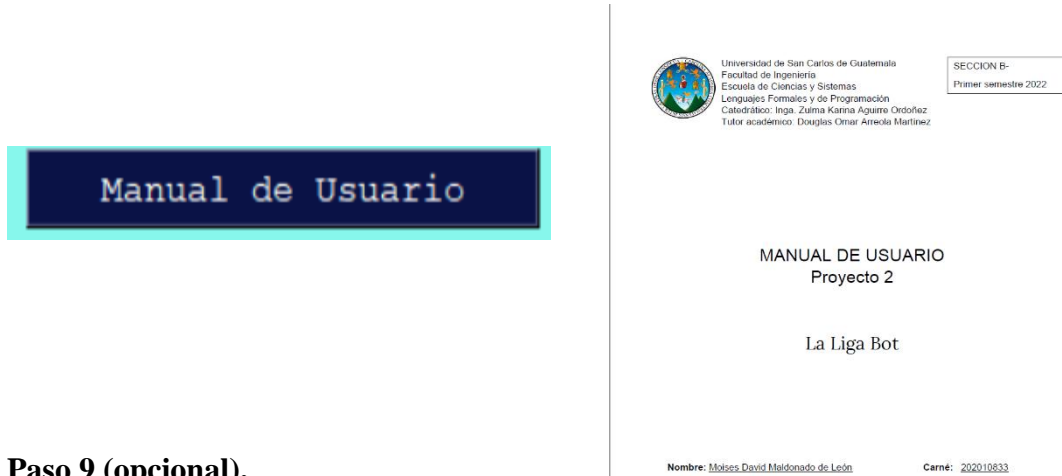 Manual de Usuario
Universidad de San Carlos de Guatemala
Facultad de Ingeniería
Escuela de Ciencias y Sistemas
Lenguajes Formales y de Programación
Catedrático: Inga. Zulma Karina Aguirre Ordoñez
Tutor académico: Douglas Omar Arreola Martínez
SECCION B-
Primer semestre 2022
MANUAL DE USUARIO
Proyecto 2
La Liga Bot
Nombre: Moises David Maldonado de León Carné: 202010833
Paso 9 (opcional).